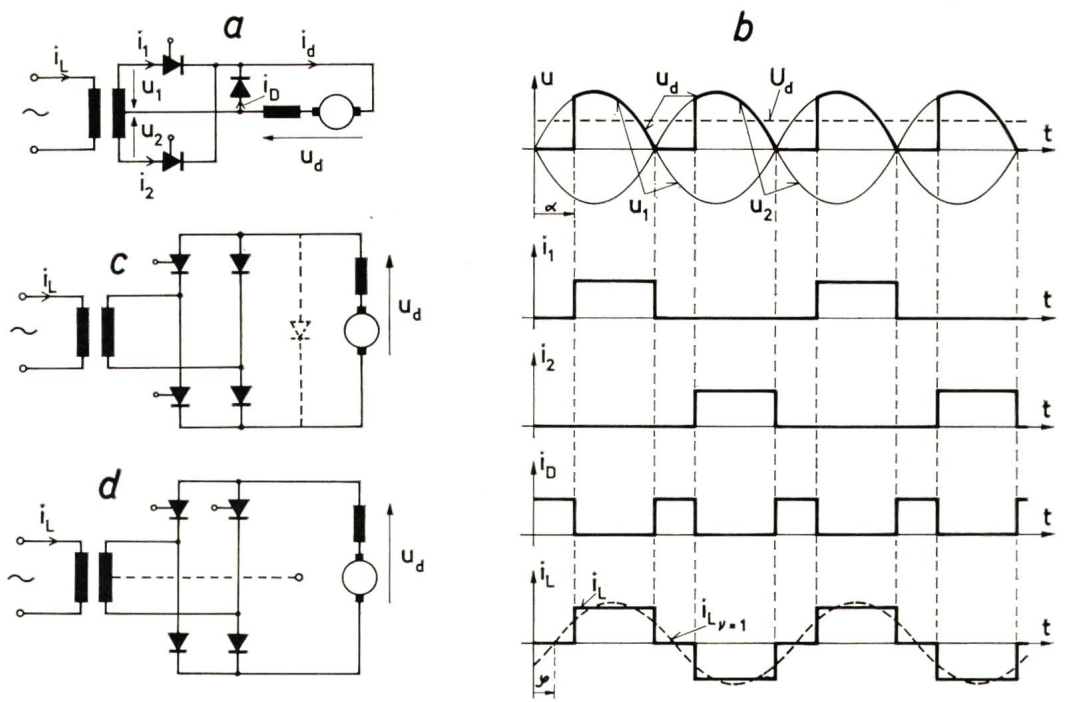 a
i_L
i_1
i_d
i_D
u_1
u_2
u_d
i_2
∼
c
i_L
u_d
∼
d
i_L
u_d
∼
b
u
u_d
U_d
t
u_1
u_2
α
i_1
t
i_2
t
i_D
t
i_L
i_L
i_Lν=1
t
φ